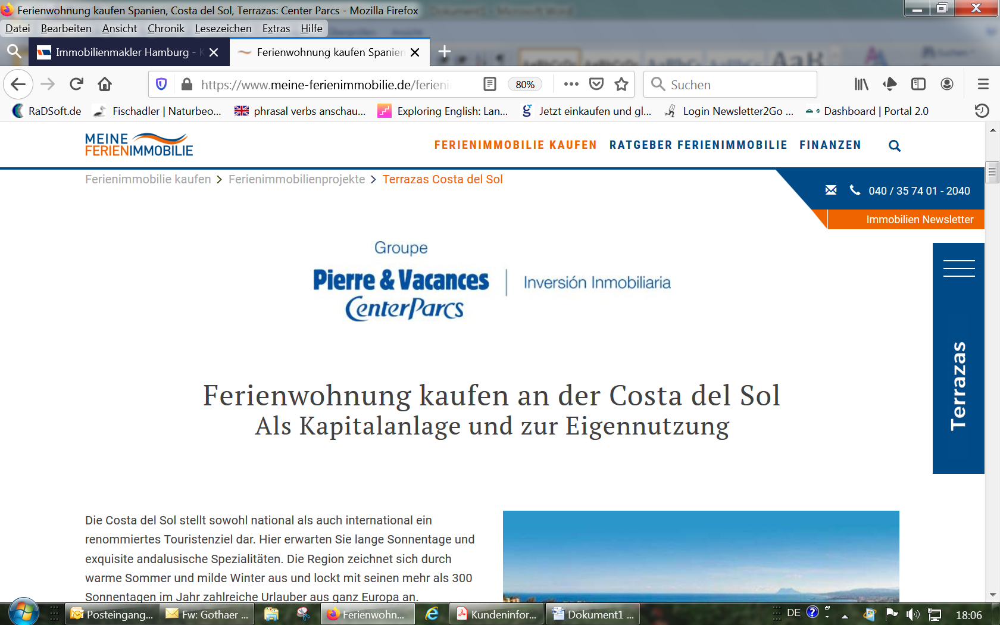 Ferienwohnung kaufen Spanien, Costa del Sol, Terrazas: Center Parcs - Mozilla Firefox
Datei Bearbeiten Ansicht Chronik Lesezeichen Extras Hilfe
Immobilienmakler Hamburg - K
Ferienwohnung kaufen Spanien
https://www.meine-ferienimmobilie.de/ferieni
80%
Suchen
RaDSoft.de
Fischadler | Naturbeo...
phrasal verbs anschau...
Exploring English: Lan...
Jetzt einkaufen und gl...
Login Newsletter2Go ...
Dashboard | Portal 2.0
MEINE
FERIENIMMOBILIE
FERIENIMMOBILIE KAUFEN RATGEBER FERIENIMMOBILIE FINANZEN
Ferienimmobilie kaufen > Ferienimmobilienprojekte > Terrazas Costa del Sol
040 / 35 74 01 - 2040
Immobilien Newsletter
Groupe
Pierre & Vacances
CenterParcs
Inversión Inmobiliaria
Terrazas
Ferienwohnung kaufen an der Costa del Sol
Als Kapitalanlage und zur Eigennutzung
Die Costa del Sol stellt sowohl national als auch international ein
renommiertes Touristenziel dar. Hier erwarten Sie lange Sonnentage und
exquisite andalusische Spezialitäten. Die Region zeichnet sich durch
warme Sommer und milde Winter aus und lockt mit seinen mehr als 300
Sonnentagen im Jahr zahlreiche Urlauber aus ganz Europa an.
Posteingang...
Fw: Gothaer ...
Ferienwohn...
Kundeninfor...
Dokument1 ...
DE
18:06